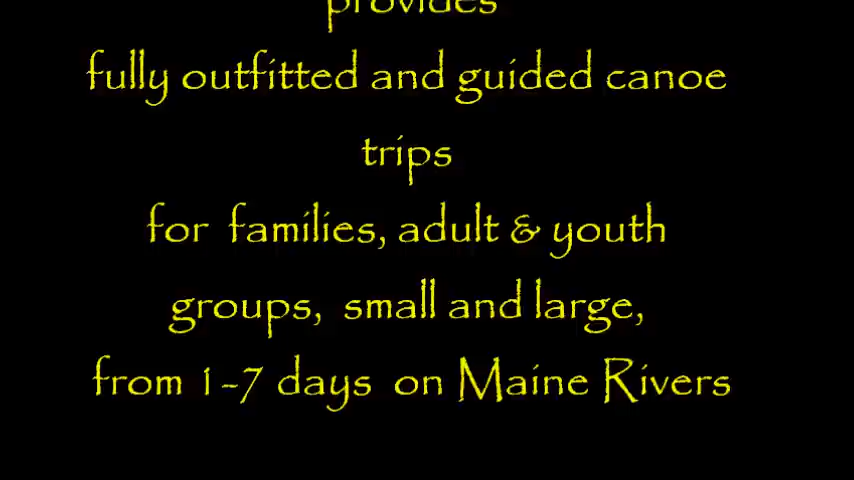 provides
fully outfitted and guided canoe
trips
for families, adult & youth
groups, small and large,
from 1-7 days on Maine Rivers